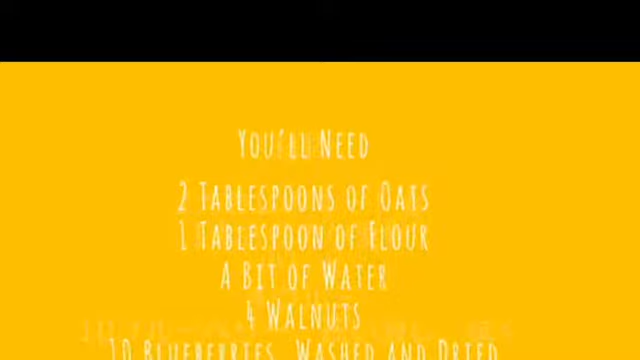 You'll Need
2 Tablespoons of Oats
1 Tablespoon of Flour
A Bit of Water
4 Walnuts
10 Blueberries, Washed and Dried